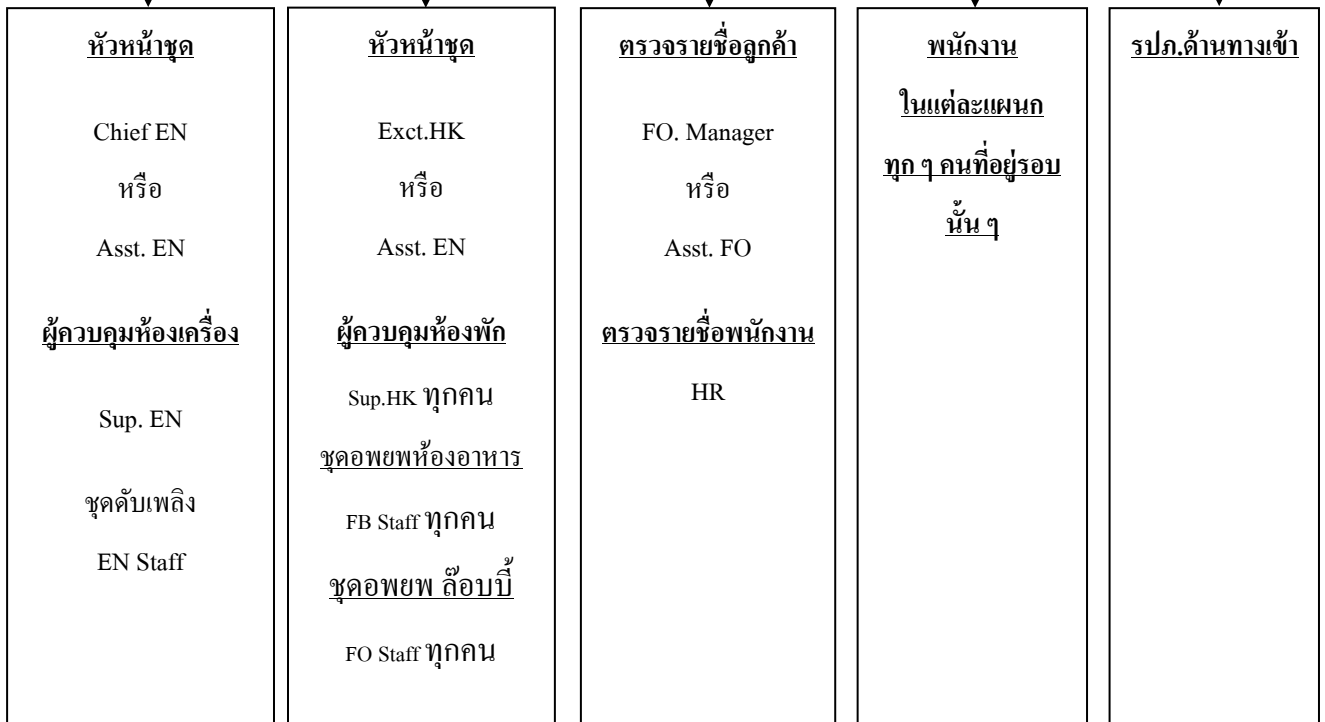 หัวหน้าชุด
Chief EN
หรือ
Asst. EN
ผู้ควบคุมห้องเครื่อง
Sup. EN
ชุดดับเพลิง
EN Staff
หัวหน้าชุด
Exct.HK
หรือ
Asst. EN
ผู้ควบคุมห้องพัก
Sup.HK ทุกคน
ชุดอพยพห้องอาหาร
FB Staff ทุกคน
ชุดอพยพ ล๊อบบี้
FO Staff ทุกคน
ตรวจรายชื่อลูกค้า
FO. Manager
หรือ
Asst. FO
ตรวจรายชื่อพนักงาน
HR
พนักงาน
ในแต่ละแผนก
ทุก ๆ คนที่อยู่รอบ
นั้น ๆ
รปภ.ด้านทางเข้า